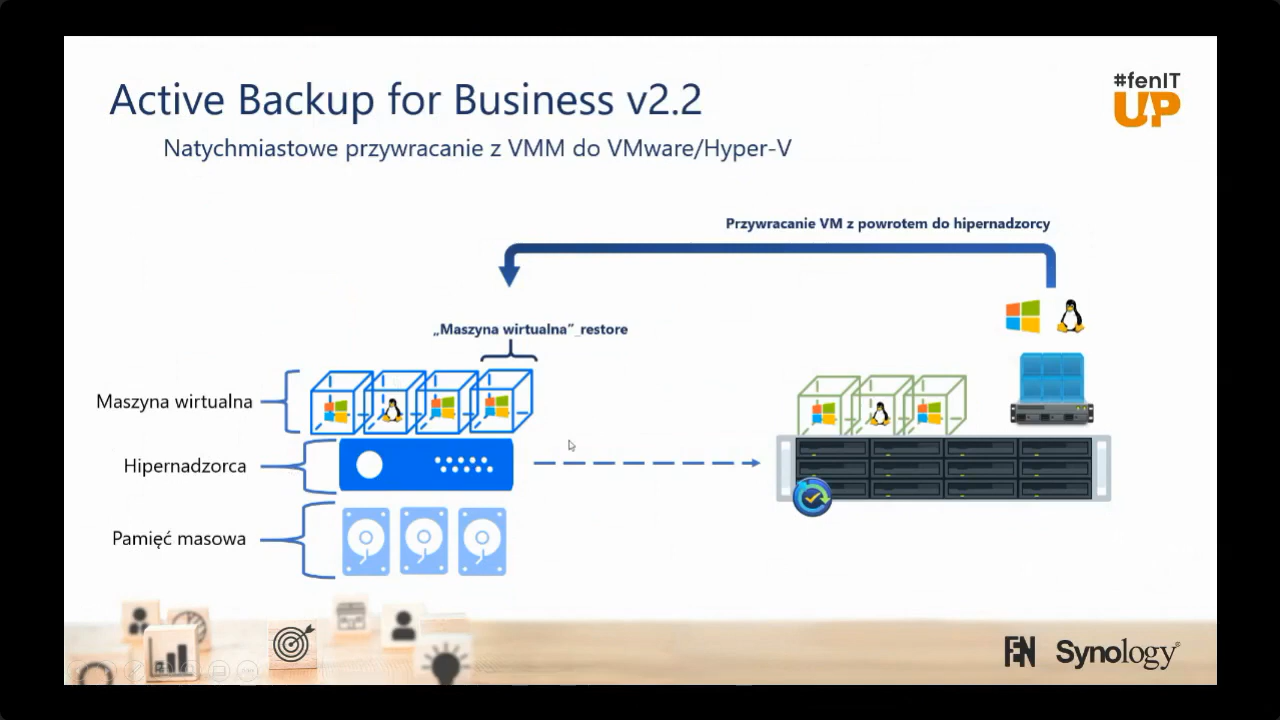 Active Backup for Business v2.2
Natychmiastowe przywracanie z VMM do VMware/Hyper-V
#fenIT
UP
Przywracanie VM z powrotem do hipernadzorcy
„Maszyna wirtualna”_restore
Maszyna wirtualna
Hipernadzorca
Pamięć masowa
FEN
Synology®